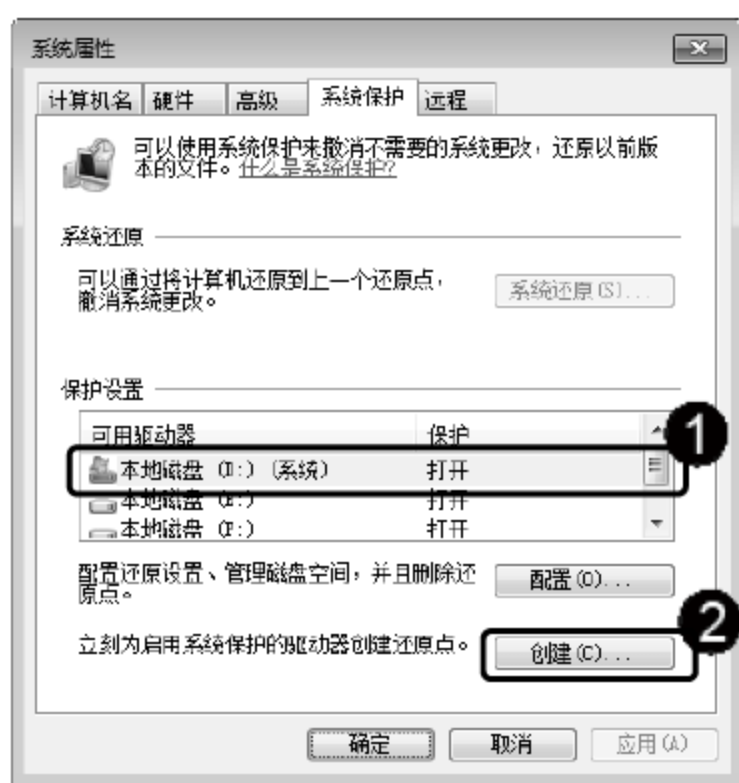 系统属性
计算机名 硬件 高级 系统保护 远程
可以使用系统保护来撤消不需要的系统更改，还原以前版
本的文件。什么是系统保护?
系统还原
可以通过将计算机还原到上一个还原点，
撤消系统更改。
系统还原(S)...
保护设置
可用驱动器 保护
1
本地磁盘 (D:) (系统) 打开
本地磁盘 打开
本地磁盘 打开
配置还原设置、管理磁盘空间，并且删除还
原点。
配置(O)...
2
立刻为启用系统保护的驱动器创建还原点。
创建(C)...
确定 取消 应用(A)